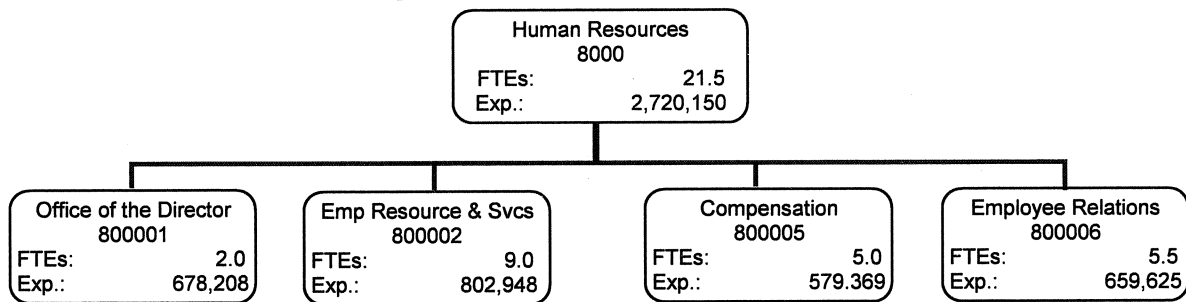 Human Resources
8000
FTEs: 21.5
Exp.: 2,720,150
Office of the Director
800001
FTEs: 2.0
Exp.: 678,208
Emp Resource & Svcs
800002
FTEs: 9.0
Exp.: 802,948
Compensation
800005
FTEs: 5.0
Exp.: 579.369
Employee Relations
800006
FTEs: 5.5
Exp.: 659,625